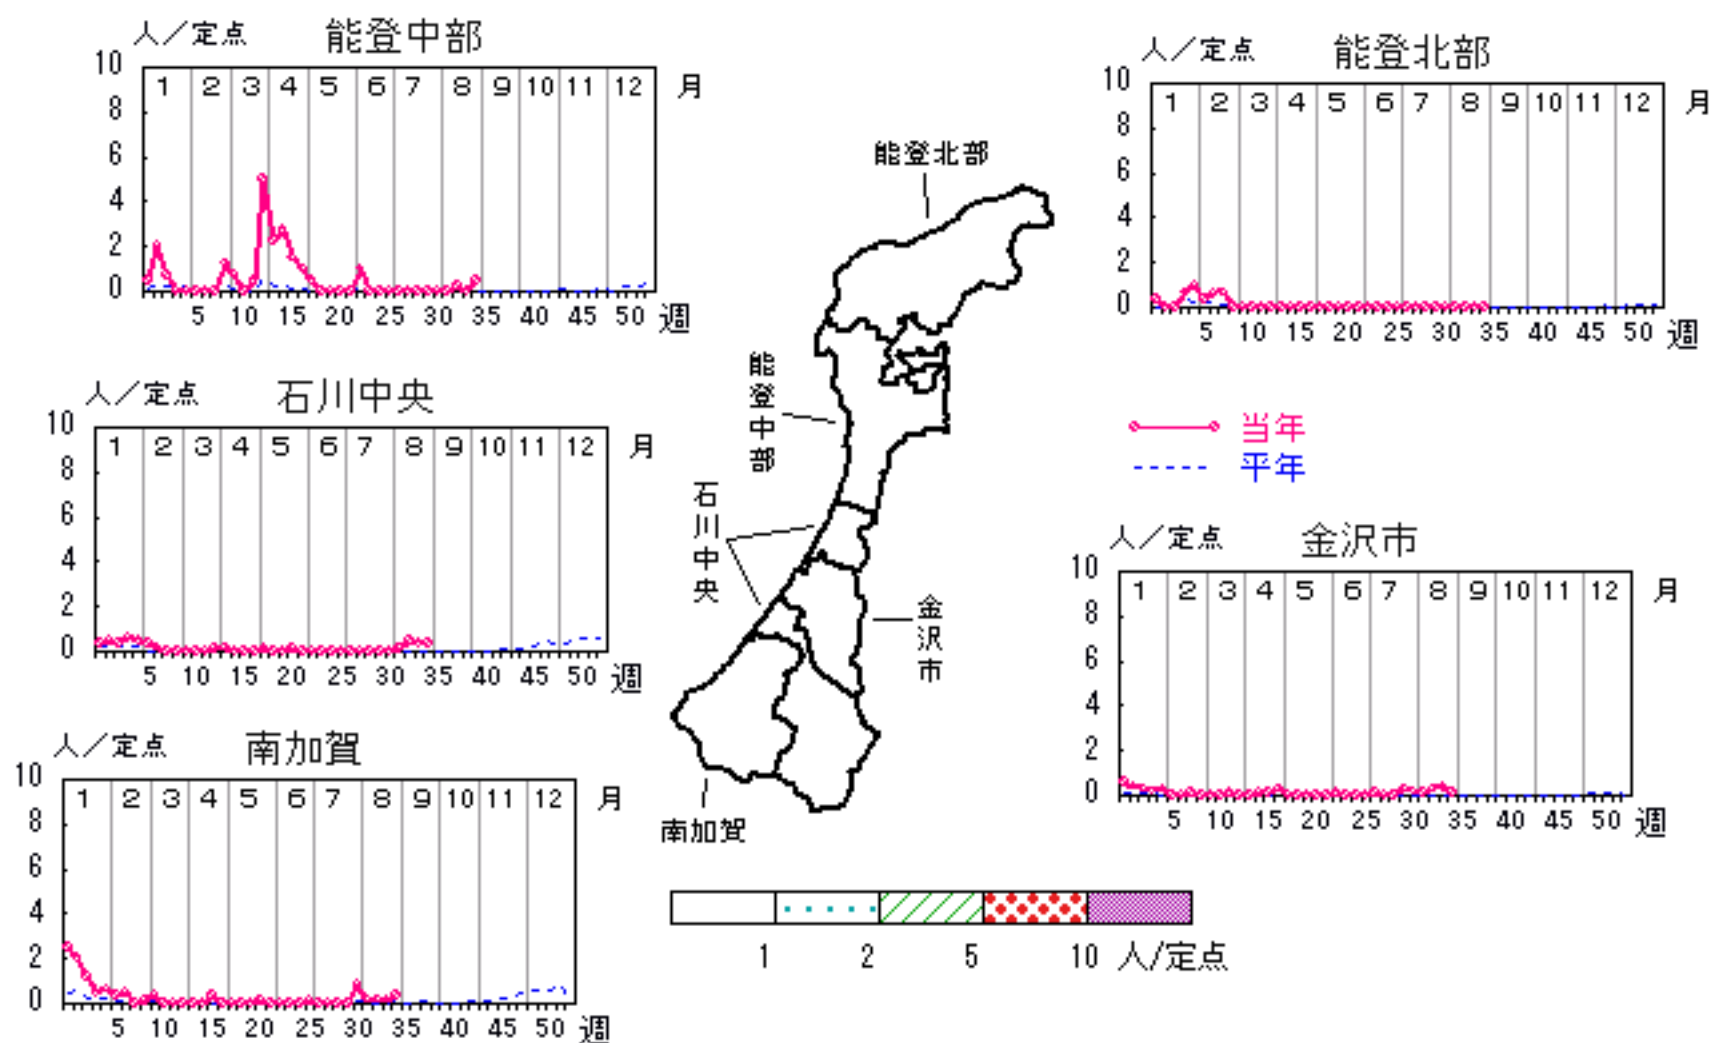 人／定点 能登中部
10 8 6 4 2 0
1 2 3 4 5 6 7 8 9 10 11 12 月
5 10 15 20 25 30 35 40 45 50 週
人／定点 能登北部
10 8 6 4 2 0
1 2 3 4 5 6 7 8 9 10 11 12 月
5 10 15 20 25 30 35 40 45 50 週
人／定点 石川中央
10 8 6 4 2 0
1 2 3 4 5 6 7 8 9 10 11 12 月
5 10 15 20 25 30 35 40 45 50 週
能登北部
能登中部
石川中央
金沢市
南加賀
当年
平年
人／定点 金沢市
10 8 6 4 2 0
1 2 3 4 5 6 7 8 9 10 11 12 月
5 10 15 20 25 30 35 40 45 50 週
人／定点 南加賀
10 8 6 4 2 0
1 2 3 4 5 6 7 8 9 10 11 12 月
5 10 15 20 25 30 35 40 45 50 週
1 2 5 10 人/定点